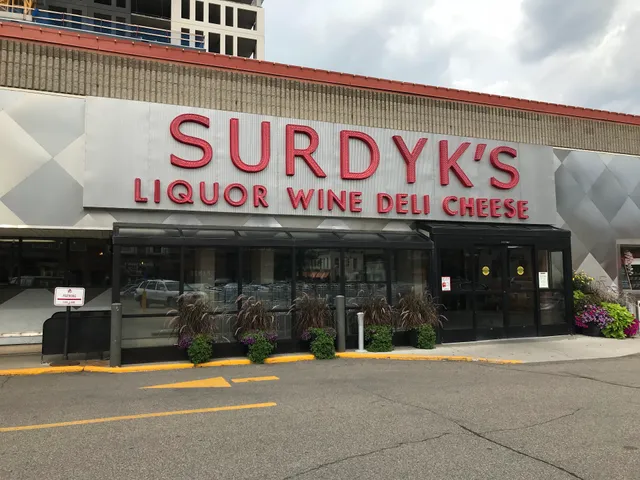 SURDYK'S
LIQUOR WINE DELI CHEESE